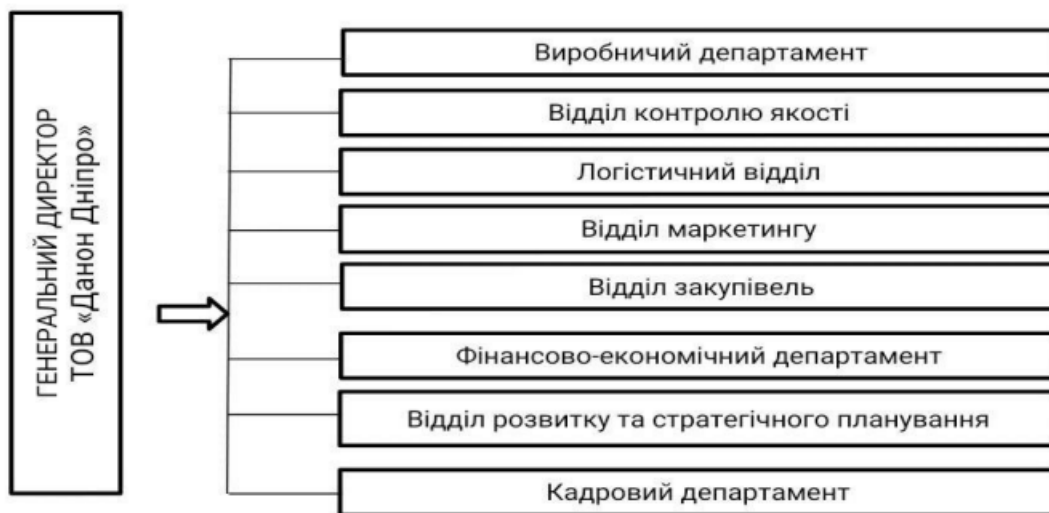 ГЕНЕРАЛЬНИЙ ДИРЕКТОР
ТОВ «Данон Дніпро»
Виробничий департамент
Відділ контролю якості
Логістичний відділ
Відділ маркетингу
Відділ закупівель
Фінансово-економічний департамент
Відділ розвитку та стратегічного планування
Кадровий департамент